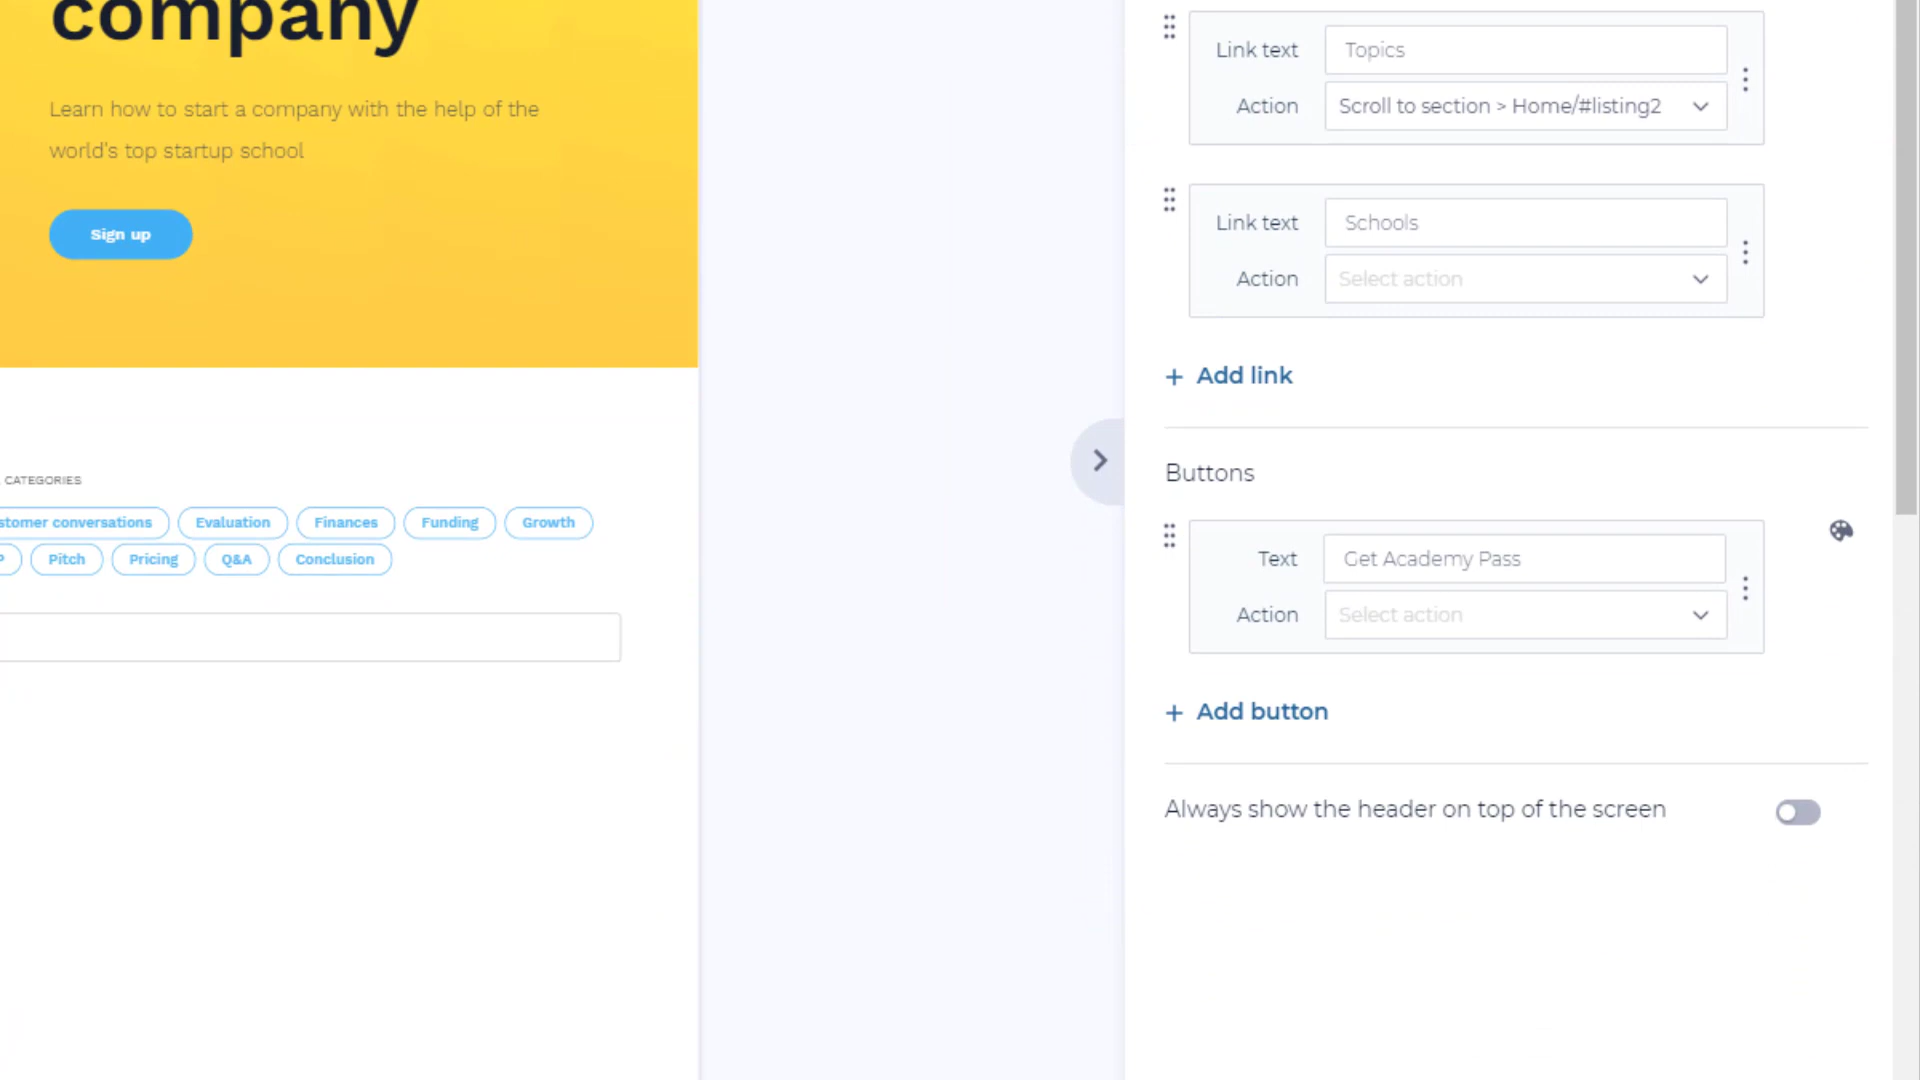 company
Learn how to start a company with the help of the
world's top startup school
Sign up
CATEGORIES
stomer conversations
Evaluation
Finances
Funding
Growth
P
Pitch
Pricing
Q&A
Conclusion
Link text
Topics
Action
Scroll to section > Home/#listing2
Link text
Schools
Action
Select action
+ Add link
Buttons
Text
Get Academy Pass
Action
Select action
+ Add button
Always show the header on top of the screen